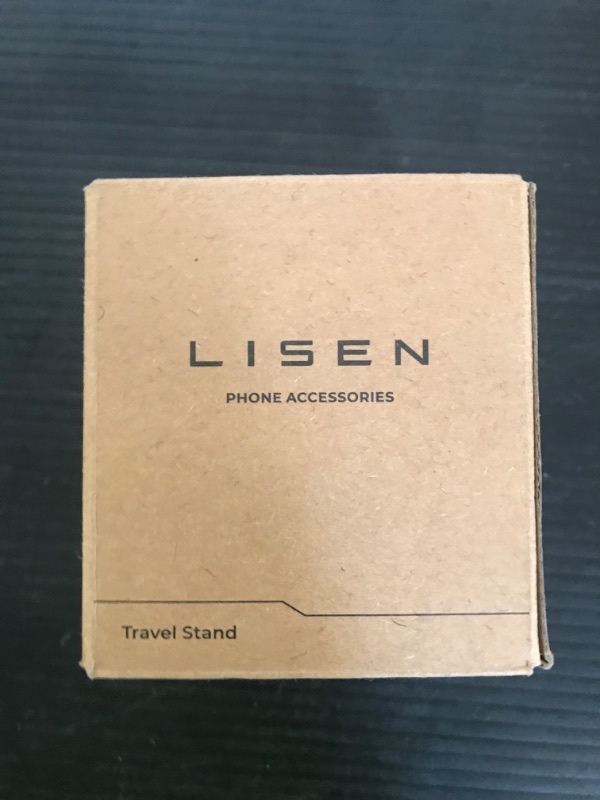 LISEN
PHONE ACCESSORIES
Travel Stand